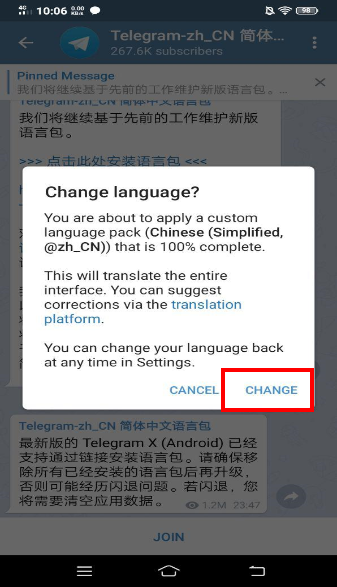 4G 10:06 0.00 KB/s 98
Telegram-zh_CN 简体中...
267.6K subscribers
Pinned Message
我们将继续基于先前的工作维护新版语言包。...
Telegram-zh_CN 简体中文语言包
我们将继续基于先前的工作维护新版
语言包。
>>> 点击此处安装语言包 <<<
Change language?
You are about to apply a custom
language pack (Chinese (Simplified,
@zh_CN)) that is 100% complete.
This will translate the entire
interface. You can suggest
corrections via the translation
platform.
You can change your language back
at any time in Settings.
CANCEL CHANGE
Telegram-zh_CN 简体中文语言包
最新版的 Telegram X (Android) 已经
支持通过链接安装语言包。请确保移
除所有已经安装的语言包后再升级，
否则可能经历闪退问题。若闪退，您
将需要清空应用数据。
1.2M 23:47
JOIN